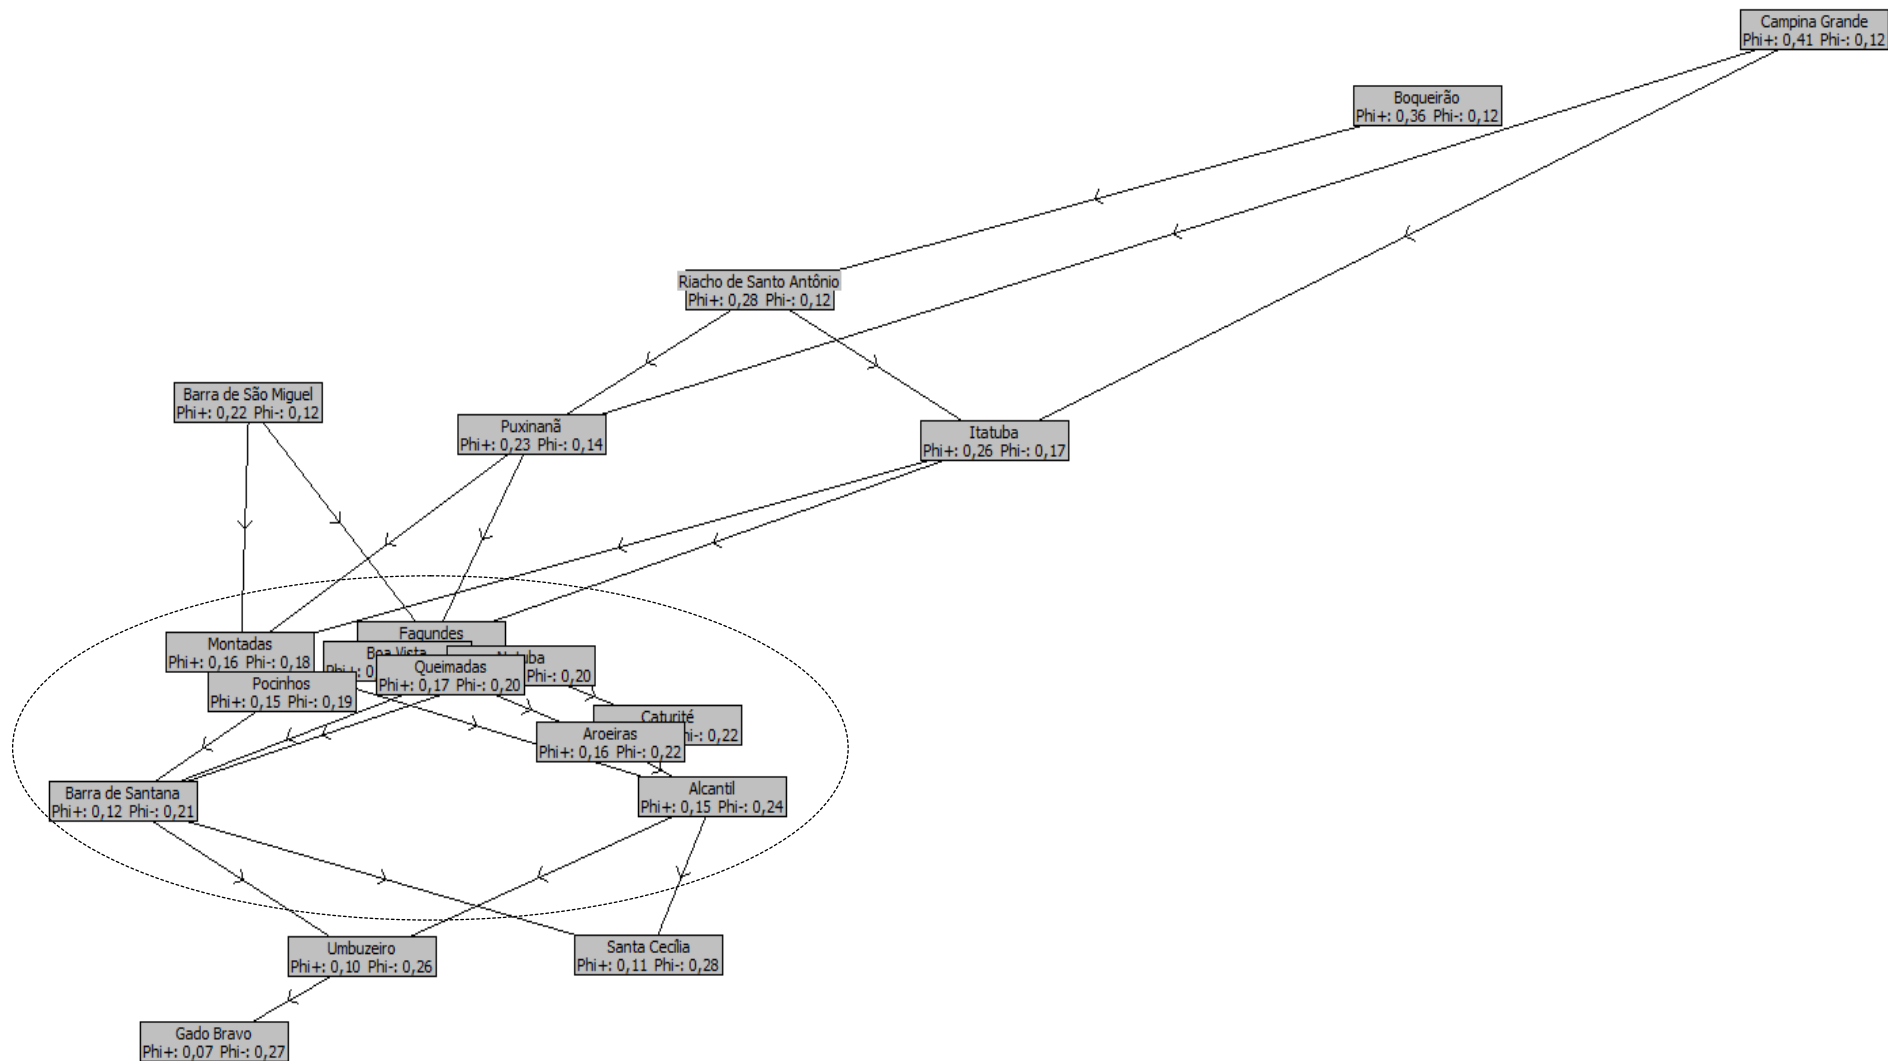 Campina Grande
Phi+: 0,41 Phi-: 0,12
Boqueirão
Phi+: 0,36 Phi-: 0,12
Riacho de Santo Antônio
Phi+: 0,28 Phi-: 0,12
Barra de São Miguel
Phi+: 0,22 Phi-: 0,12
Puxinanã
Phi+: 0,23 Phi-: 0,14
Itatuba
Phi+: 0,26 Phi-: 0,17
Fagundes
Montadas
Phi+: 0,16 Phi-: 0,18
Boa Vista
Phi+: 0
Phi-: 0,20
Queimadas
Phi+: 0,17 Phi-: 0,20
Pocinhos
Phi+: 0,15 Phi-: 0,19
Caturité
Phi-: 0,22
Aroeiras
Phi+: 0,16 Phi-: 0,22
Barra de Santana
Phi+: 0,12 Phi-: 0,21
Alcantil
Phi+: 0,15 Phi-: 0,24
Umbuzeiro
Phi+: 0,10 Phi-: 0,26
Santa Cecília
Phi+: 0,11 Phi-: 0,28
Gado Bravo
Phi+: 0,07 Phi-: 0,27